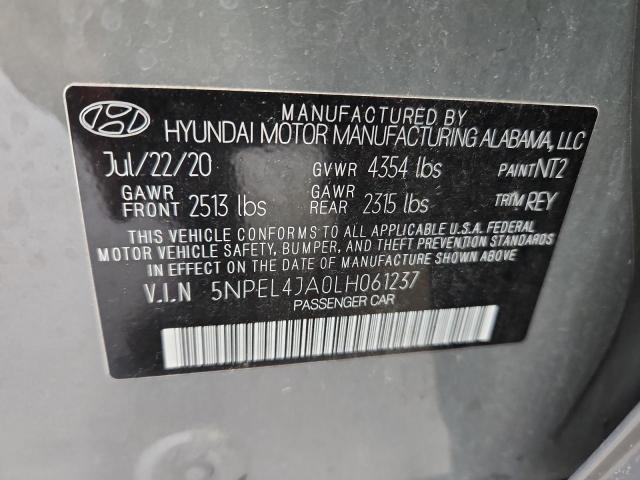 MANUFACTURED BY
HYUNDAI MOTOR MANUFACTURING ALABAMA, LLC
Jul/22/20 GVWR 4354 lbs PAINT NT2
GAWR FRONT 2513 lbs GAWR REAR 2315 lbs TRIM REY
THIS VEHICLE CONFORMS TO ALL APPLICABLE U.S.A. FEDERAL
MOTOR VEHICLE SAFETY, BUMPER, AND THEFT PREVENTION STANDARDS
IN EFFECT ON THE DATE OF MANUFACTURE SHOWN ABOVE
V.I.N 5NPEL4JA0LH061237
PASSENGER CAR